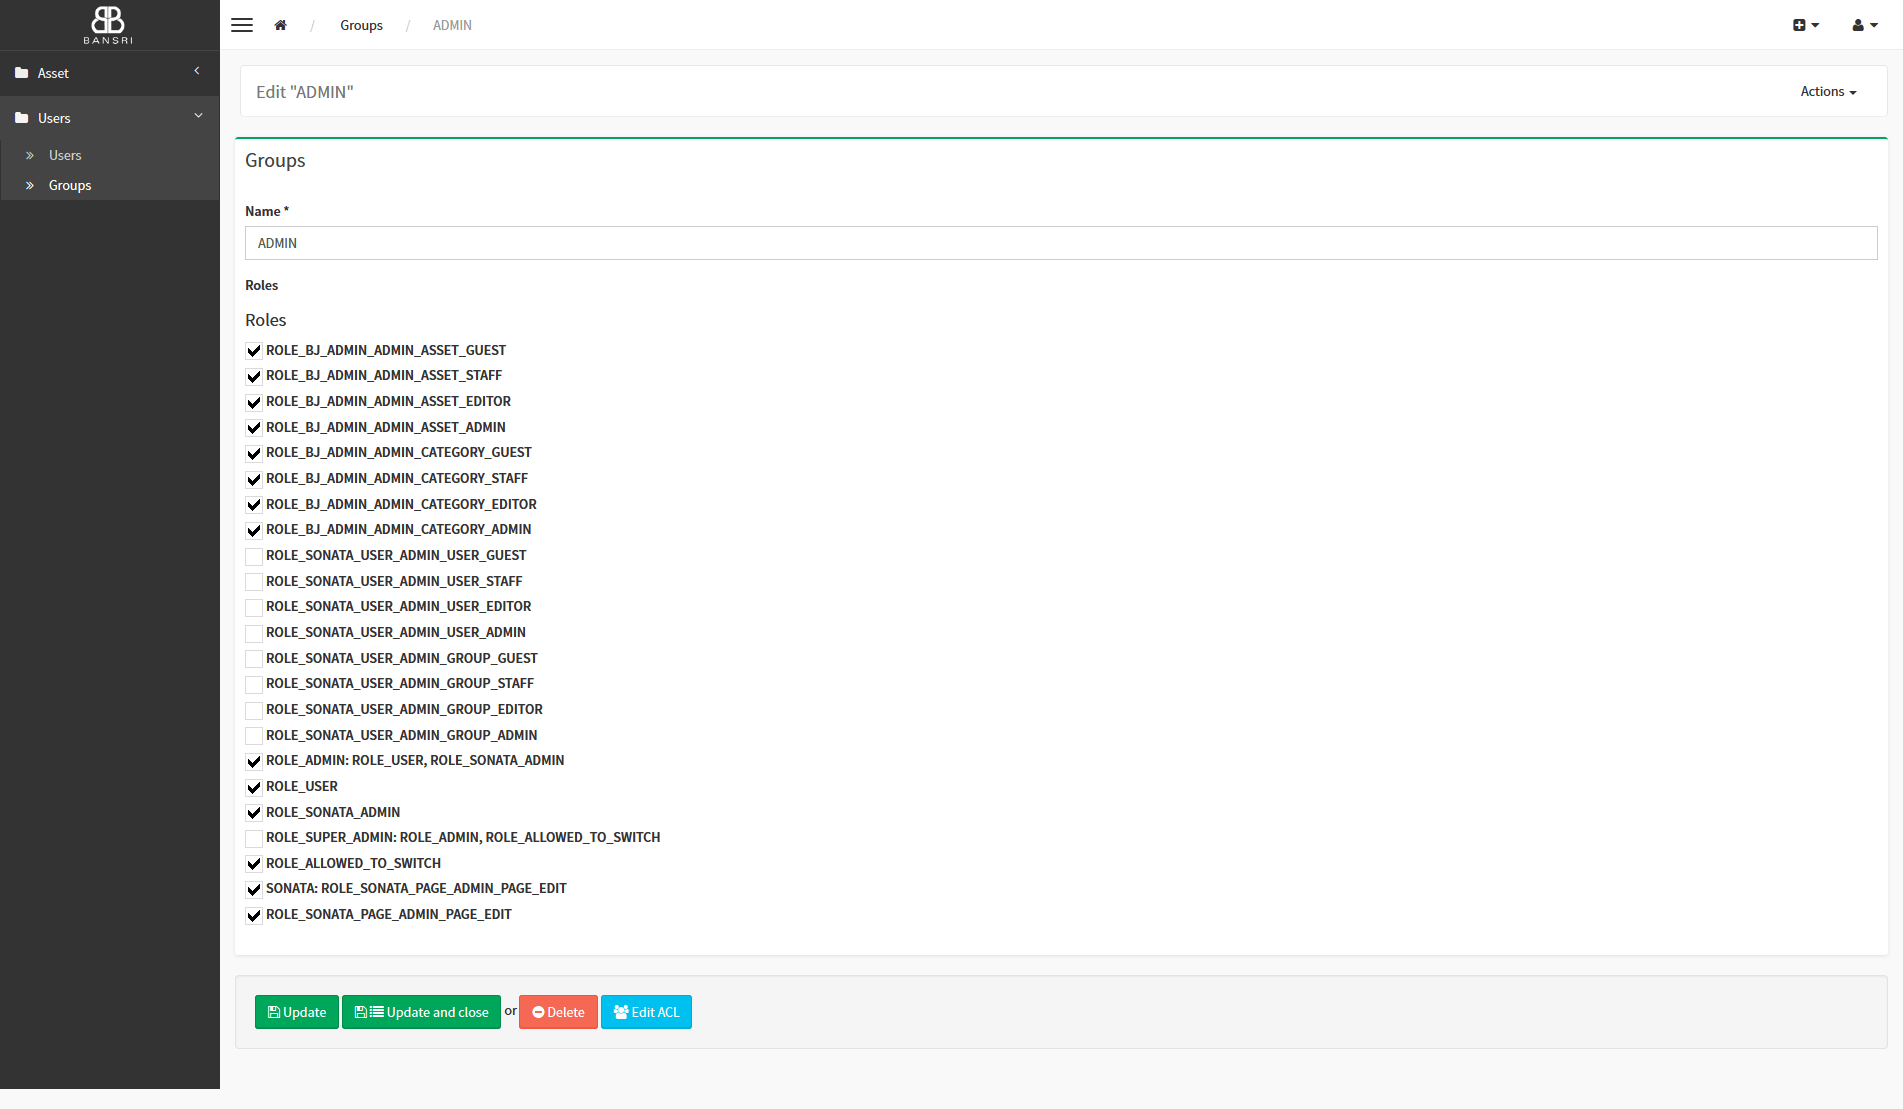 BANSRI
Groups / ADMIN
Asset
Users
Users
Groups
Edit "ADMIN"
Actions
Groups
Name *
ADMIN
Roles
Roles
ROLE_BJ_ADMIN_ADMIN_ASSET_GUEST
ROLE_BJ_ADMIN_ADMIN_ASSET_STAFF
ROLE_BJ_ADMIN_ADMIN_ASSET_EDITOR
ROLE_BJ_ADMIN_ADMIN_ASSET_ADMIN
ROLE_BJ_ADMIN_ADMIN_CATEGORY_GUEST
ROLE_BJ_ADMIN_ADMIN_CATEGORY_STAFF
ROLE_BJ_ADMIN_ADMIN_CATEGORY_EDITOR
ROLE_BJ_ADMIN_ADMIN_CATEGORY_ADMIN
ROLE_SONATA_USER_ADMIN_USER_GUEST
ROLE_SONATA_USER_ADMIN_USER_STAFF
ROLE_SONATA_USER_ADMIN_USER_EDITOR
ROLE_SONATA_USER_ADMIN_USER_ADMIN
ROLE_SONATA_USER_ADMIN_GROUP_GUEST
ROLE_SONATA_USER_ADMIN_GROUP_STAFF
ROLE_SONATA_USER_ADMIN_GROUP_EDITOR
ROLE_SONATA_USER_ADMIN_GROUP_ADMIN
ROLE_ADMIN: ROLE_USER, ROLE_SONATA_ADMIN
ROLE_USER
ROLE_SONATA_ADMIN
ROLE_SUPER_ADMIN: ROLE_ADMIN, ROLE_ALLOWED_TO_SWITCH
ROLE_ALLOWED_TO_SWITCH
SONATA: ROLE_SONATA_PAGE_ADMIN_PAGE_EDIT
ROLE_SONATA_PAGE_ADMIN_PAGE_EDIT
Update Update and close or Delete Edit ACL